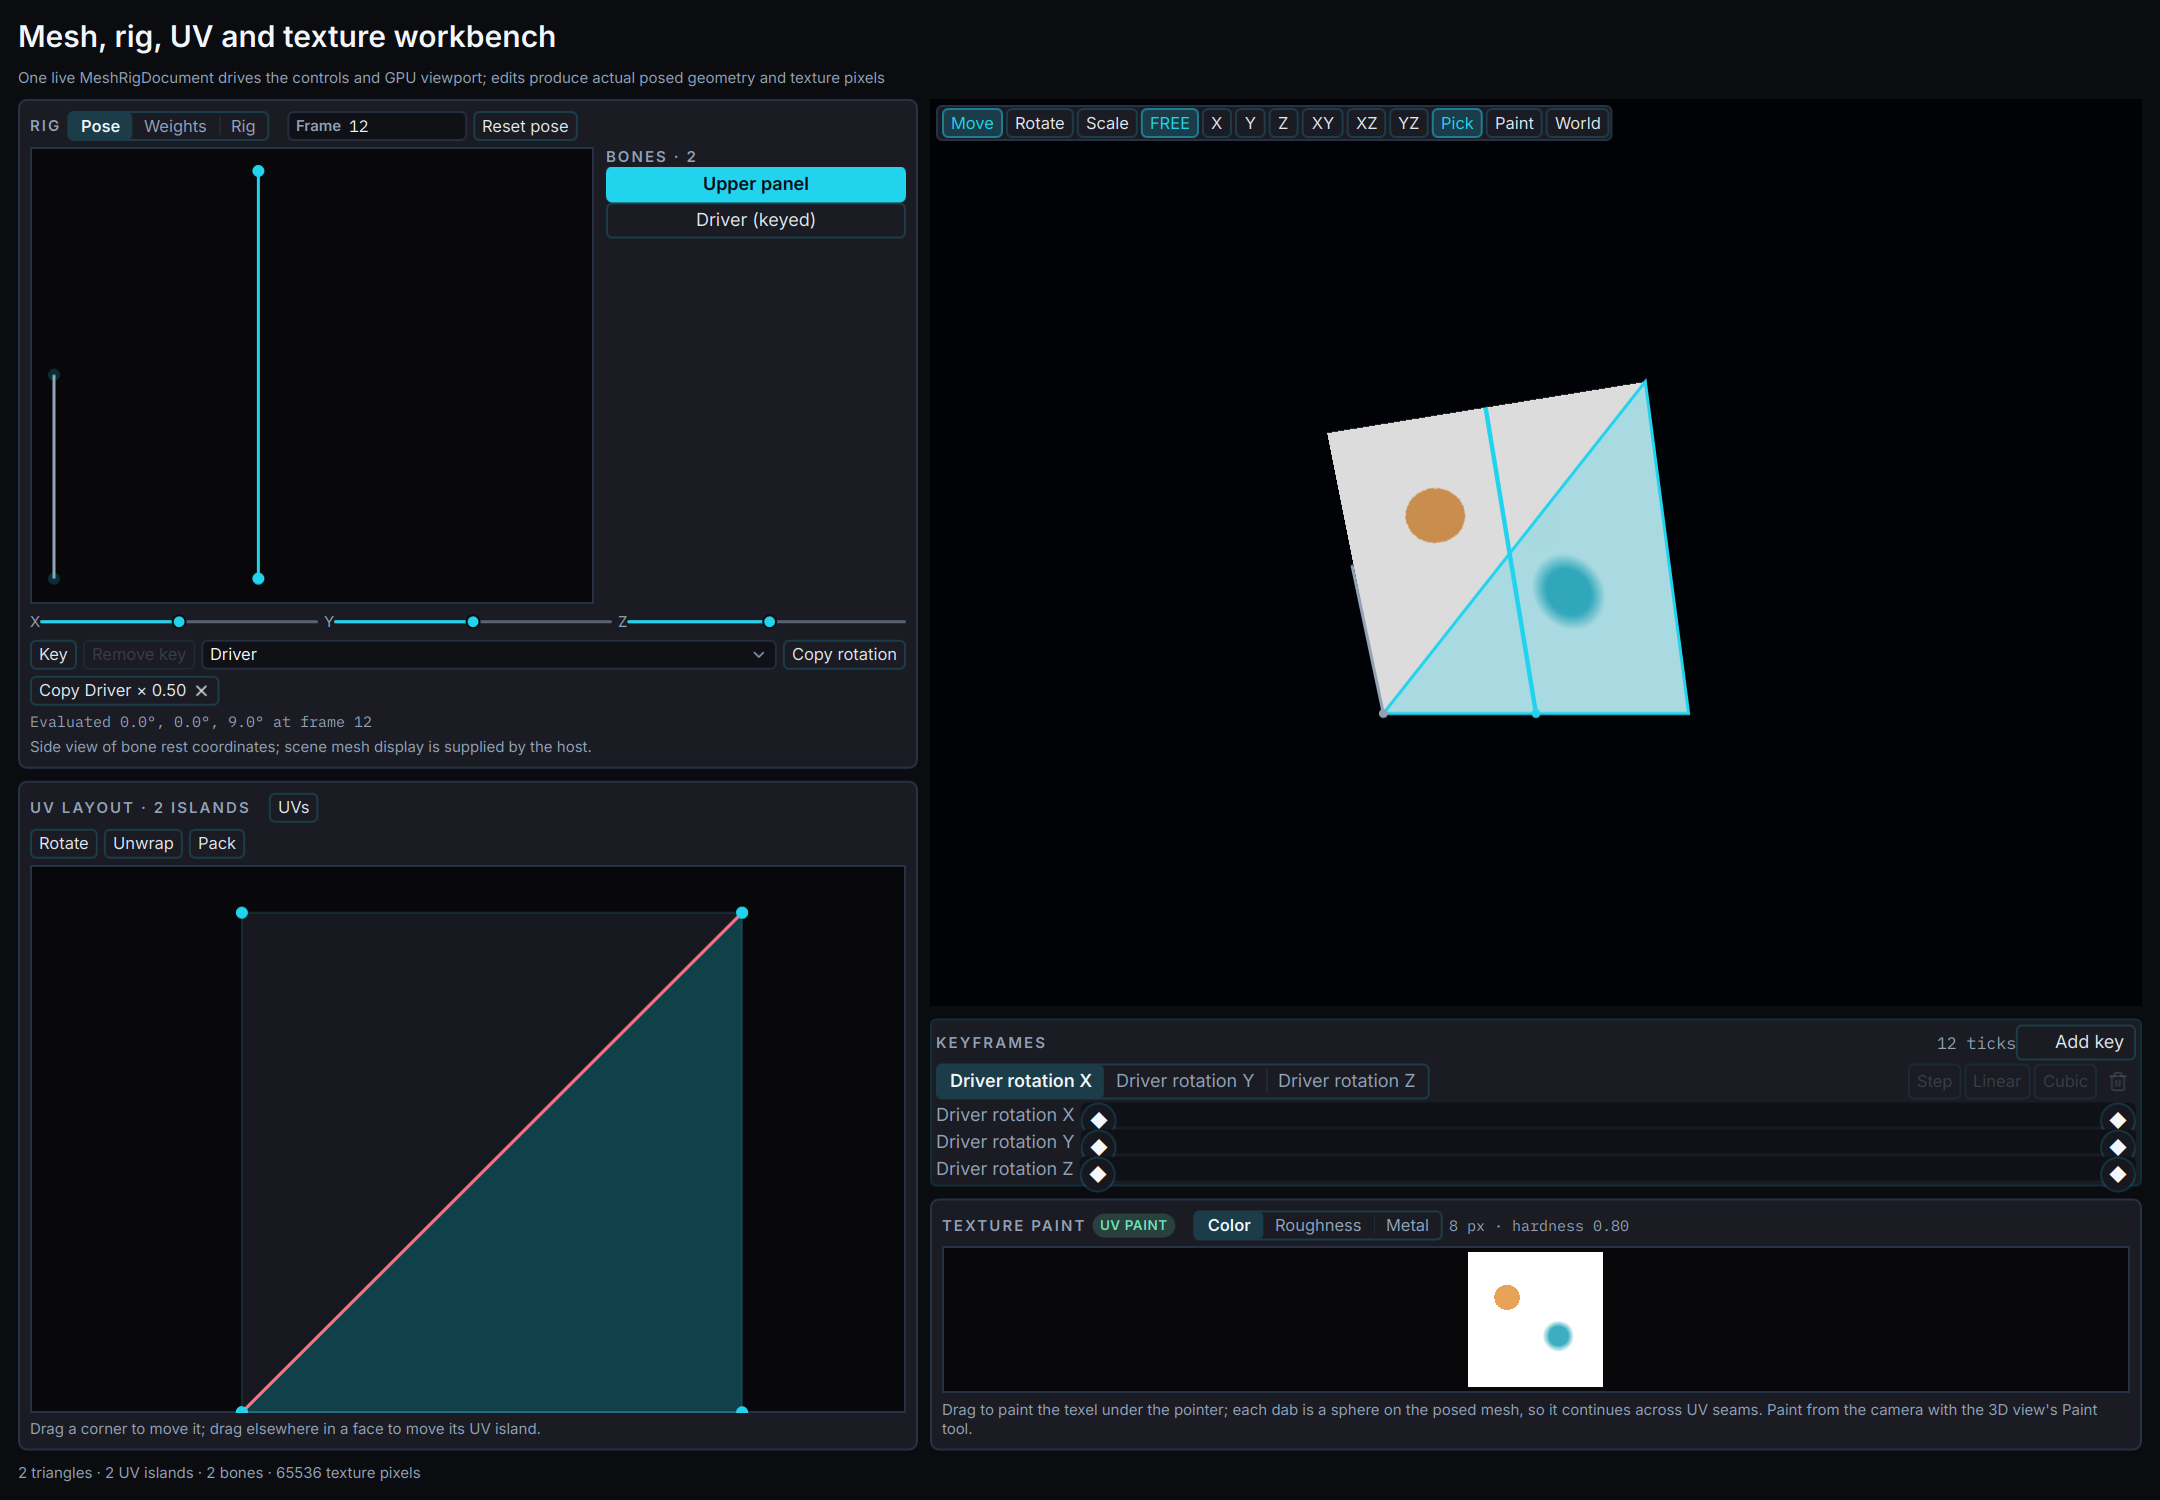 Mesh, rig, UV and texture workbench
One live MeshRigDocument drives the controls and GPU viewport; edits produce actual posed geometry and texture pixels
RIG Pose Weights Rig Frame 12 Reset pose
BONES · 2
Upper panel
Driver (keyed)
X Y Z
Key Remove key Driver Copy rotation
Copy Driver × 0.50 ✕
Evaluated 0.0°, 0.0°, 9.0° at frame 12
Side view of bone rest coordinates; scene mesh display is supplied by the host.
UV LAYOUT · 2 ISLANDS UVs
Rotate Unwrap Pack
Drag a corner to move it; drag elsewhere in a face to move its UV island.
Move Rotate Scale FREE X Y Z XY XZ YZ Pick Paint World
KEYFRAMES 12 ticks Add key
Driver rotation X Driver rotation Y Driver rotation Z Step Linear Cubic
Driver rotation X
Driver rotation Y
Driver rotation Z
TEXTURE PAINT UV PAINT Color Roughness Metal 8 px · hardness 0.80
Drag to paint the texel under the pointer; each dab is a sphere on the posed mesh, so it continues across UV seams. Paint from the camera with the 3D view's Paint
tool.
2 triangles · 2 UV islands · 2 bones · 65536 texture pixels